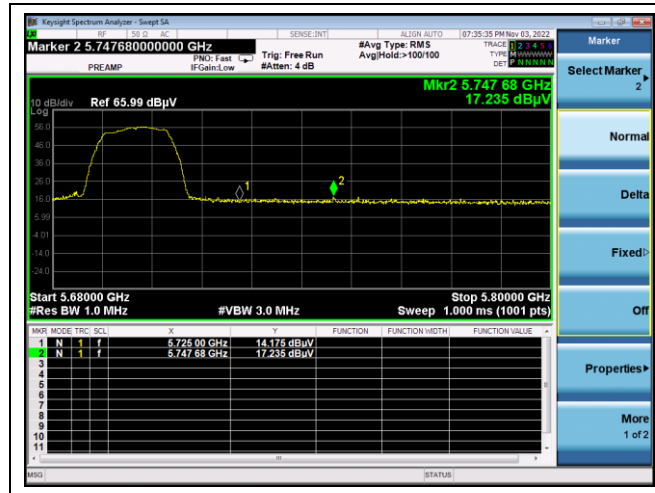 Keysight Spectrum Analyzer - Swept SA
RF 50 Ω AC SENSE:INT ALIGN AUTO 07:35:35 PM Nov 03, 2022
Marker 2 5.747680000000 GHz
PREAMP
PNO: Fast
IFGain:Low
Trig: Free Run
#Atten: 4 dB
#Avg Type: RMS
Avg|Hold:>100/100
TRACE 1 2 3 4 5 6
TYPE M WWWWW
DET P N N N N N
Mkr2 5.747 68 GHz
17.235 dBµV
10 dB/div Ref 65.99 dBµV
Log
56.0
46.0
36.0
26.0
16.0
5.99
-4.01
-14.0
-24.0
1
2
Start 5.68000 GHz Stop 5.80000 GHz
#Res BW 1.0 MHz #VBW 3.0 MHz Sweep 1.000 ms (1001 pts)
MKR MODE TRC SCL X Y FUNCTION FUNCTION WIDTH FUNCTION VALUE
1 N 1 f 5.725 00 GHz 14.175 dBµV
2 N 1 f 5.747 68 GHz 17.235 dBµV
3
4
5
6
7
8
9
10
11
MSG STATUS
Marker
Select Marker
2
Normal
Delta
Fixed
Off
Properties
More
1 of 2